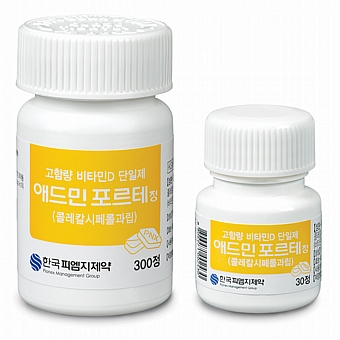 고함량 비타민D 단일제
애드민 포르테정
(콜레칼시페롤과립)
한국피엠지제약
300정
고함량 비타민D 단일제
애드민 포르테정
(콜레칼시페롤과립)
한국피엠지제약
30정